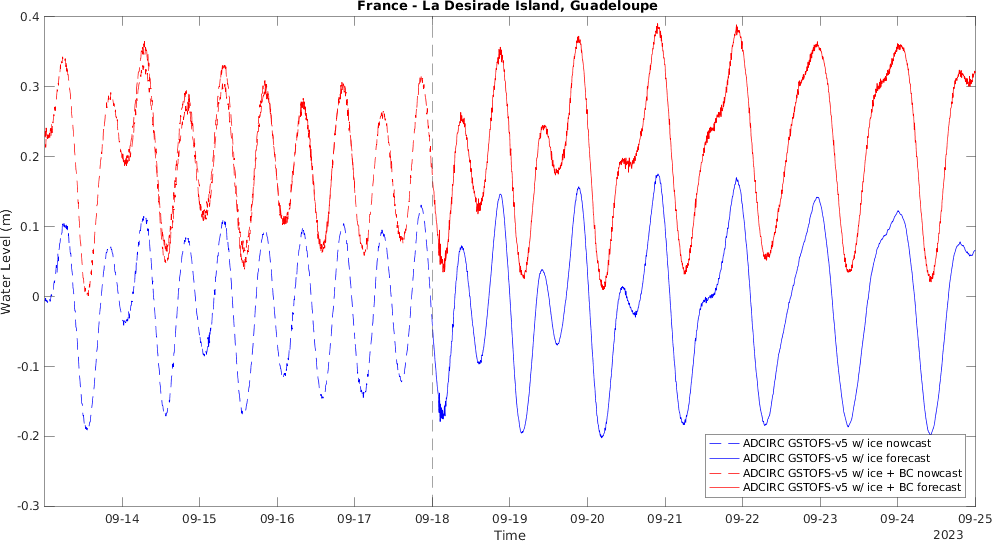 France - La Desirade Island, Guadeloupe
Water Level (m)
0.4
0.3
0.2
0.1
0
-0.1
-0.2
-0.3
ADCIRC GSTOFS-v5 w/ ice nowcast
ADCIRC GSTOFS-v5 w/ ice forecast
ADCIRC GSTOFS-v5 w/ ice + BC nowcast
ADCIRC GSTOFS-v5 w/ ice + BC forecast
09-14 09-15 09-16 09-17 09-18 09-19 09-20 09-21 09-22 09-23 09-24 09-25
Time
2023